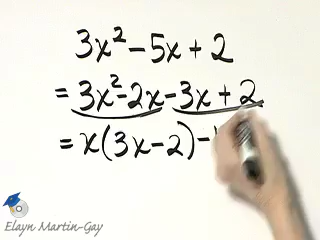 3x² - 5x + 2
= 3x² - 2x - 3x + 2
= x(3x - 2) -
Elayn Martin-Gay